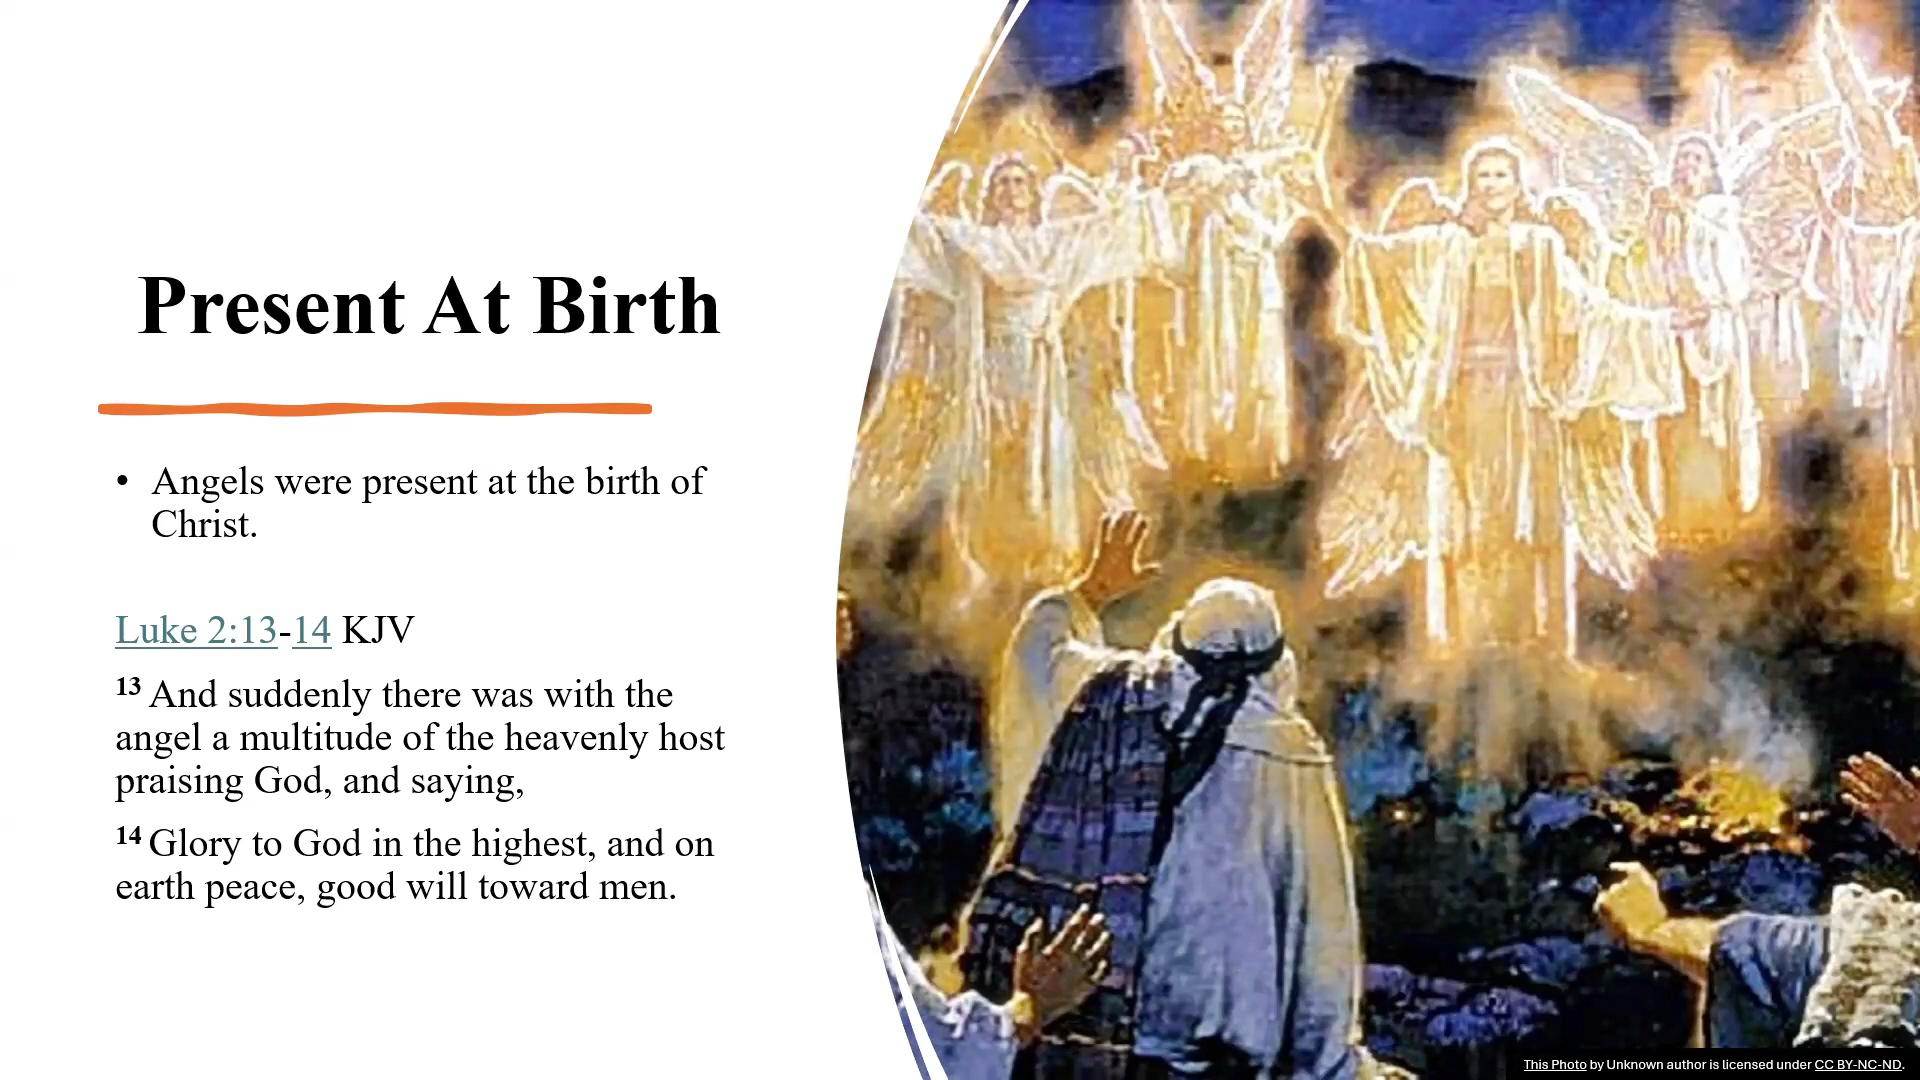 Present At Birth
• Angels were present at the birth of
Christ.
Luke 2:13-14 KJV
13 And suddenly there was with the
angel a multitude of the heavenly host
praising God, and saying,
14 Glory to God in the highest, and on
earth peace, good will toward men.
This Photo by Unknown author is licensed under CC BY-NC-ND.